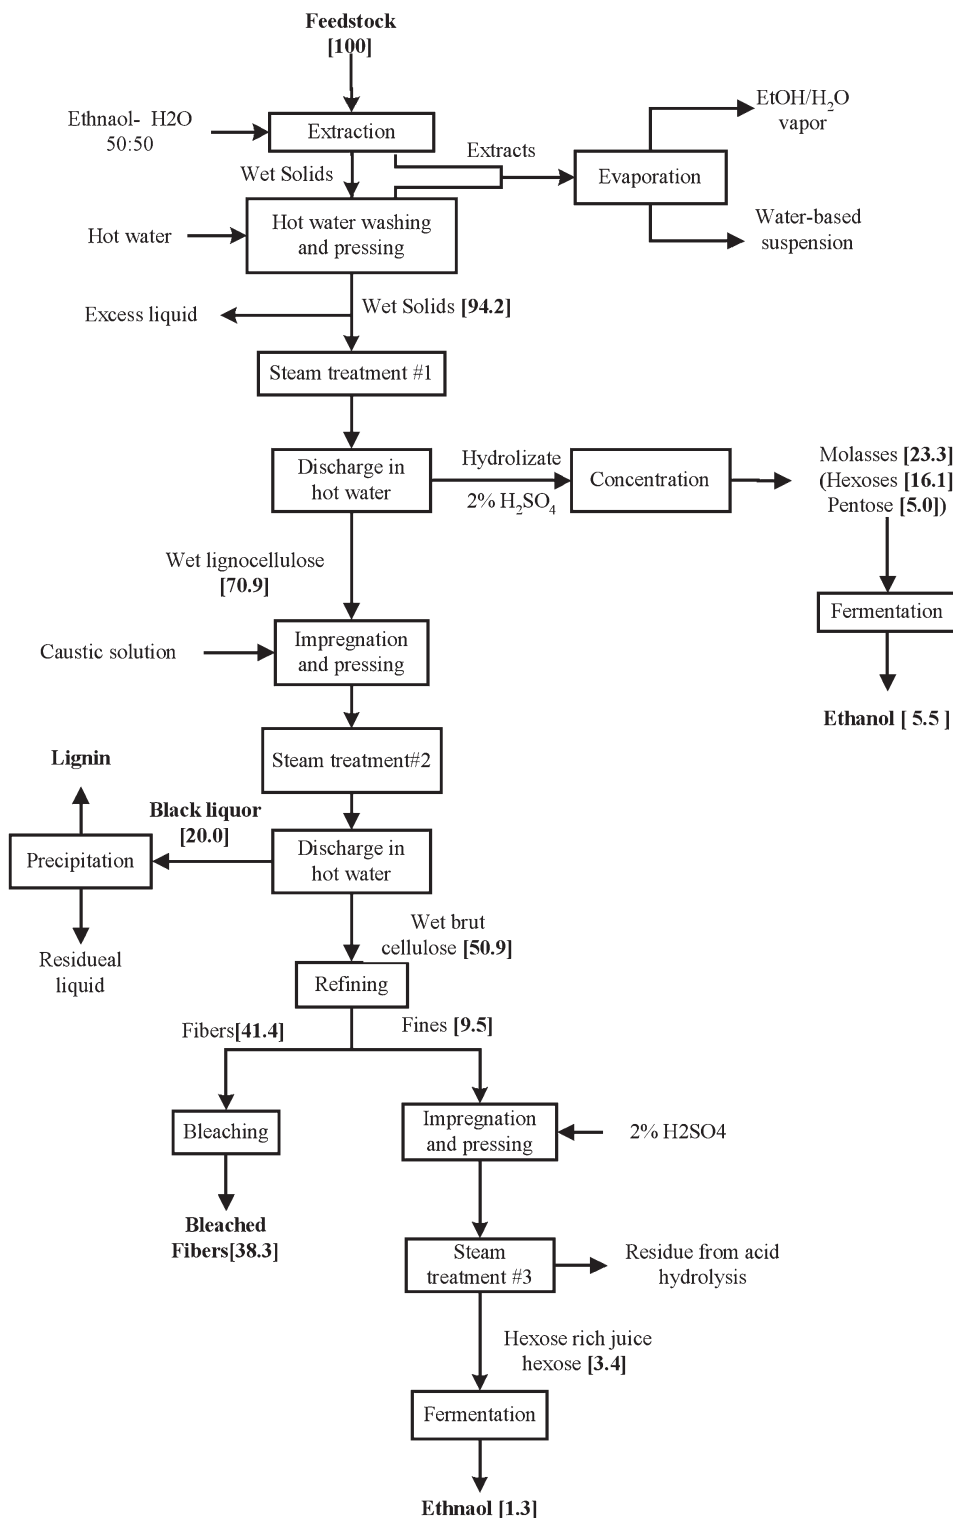 Feedstock
[100]
Ethnaol- H2O
50:50
Extraction
Extracts
EtOH/H₂O
vapor
Wet Solids
Evaporation
Hot water
Hot water washing
and pressing
Water-based
suspension
Excess liquid
Wet Solids [94.2]
Steam treatment #1
Discharge in
hot water
Hydrolizate
2% H₂SO₄
Concentration
Molasses [23.3]
(Hexoses [16.1]
Pentose [5.0])
Wet lignocellulose
[70.9]
Fermentation
Caustic solution
Impregnation
and pressing
Ethanol [ 5.5 ]
Steam treatment#2
Lignin
Black liquor
[20.0]
Precipitation
Discharge in
hot water
Residueal
liquid
Wet brut
cellulose [50.9]
Refining
Fibers[41.4]
Fines [9.5]
Bleaching
Impregnation
and pressing
2% H2SO4
Bleached
Fibers[38.3]
Steam
treatment #3
Residue from acid
hydrolysis
Hexose rich juice
hexose [3.4]
Fermentation
Ethnaol [1.3]